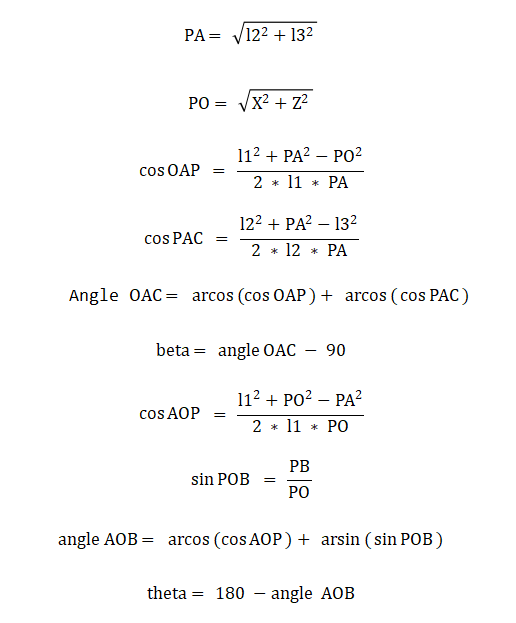 PA = √l2² + l3²
PO = √X² + Z²
cos OAP = (l1² + PA² − PO²) / (2 * l1 * PA)
cos PAC = (l2² + PA² − l3²) / (2 * l2 * PA)
Angle OAC = arcos (cos OAP) + arcos (cos PAC)
beta = angle OAC − 90
cos AOP = (l1² + PO² − PA²) / (2 * l1 * PO)
sin POB = PB / PO
angle AOB = arcos (cos AOP) + arsin (sin POB)
theta = 180 − angle AOB